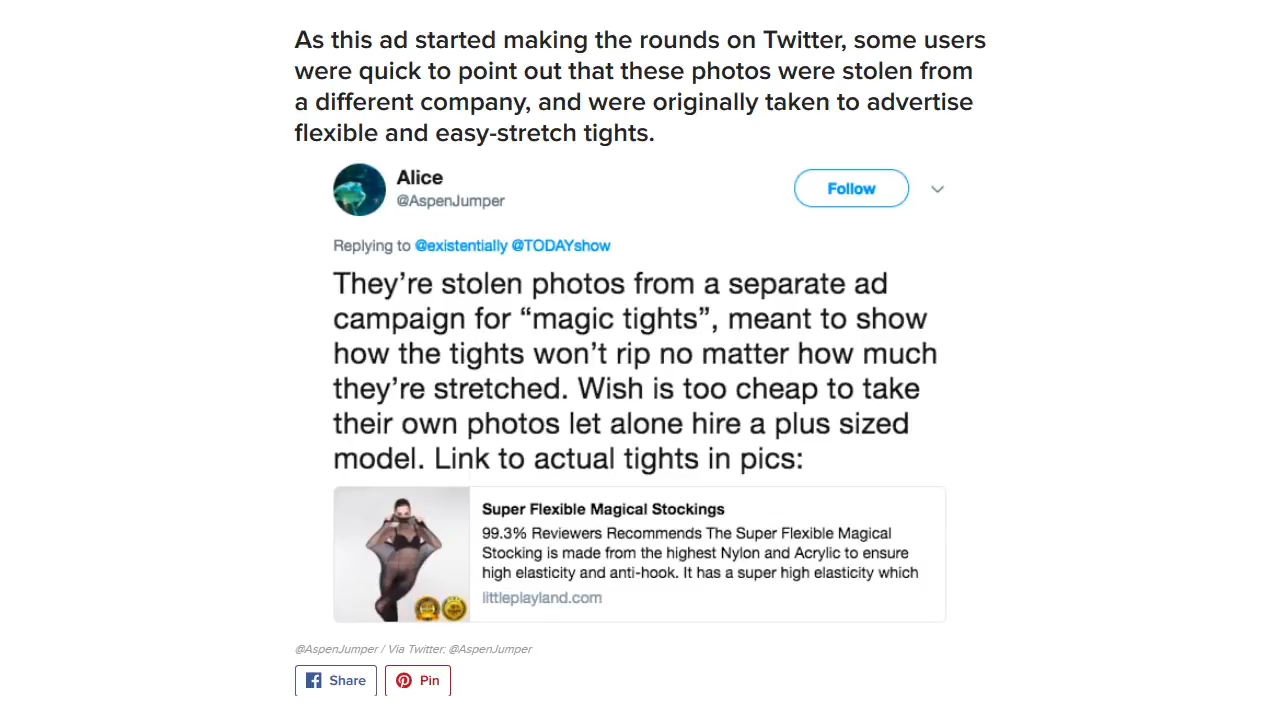 As this ad started making the rounds on Twitter, some users
were quick to point out that these photos were stolen from
a different company, and were originally taken to advertise
flexible and easy-stretch tights.
Alice
@AspenJumper
Follow
Replying to @existentially @TODAYshow
They’re stolen photos from a separate ad
campaign for “magic tights”, meant to show
how the tights won’t rip no matter how much
they’re stretched. Wish is too cheap to take
their own photos let alone hire a plus sized
model. Link to actual tights in pics:
Super Flexible Magical Stockings
99.3% Reviewers Recommends The Super Flexible Magical
Stocking is made from the highest Nylon and Acrylic to ensure
high elasticity and anti-hook. It has a super high elasticity which
littleplayland.com
@AspenJumper / Via Twitter: @AspenJumper
Share
Pin